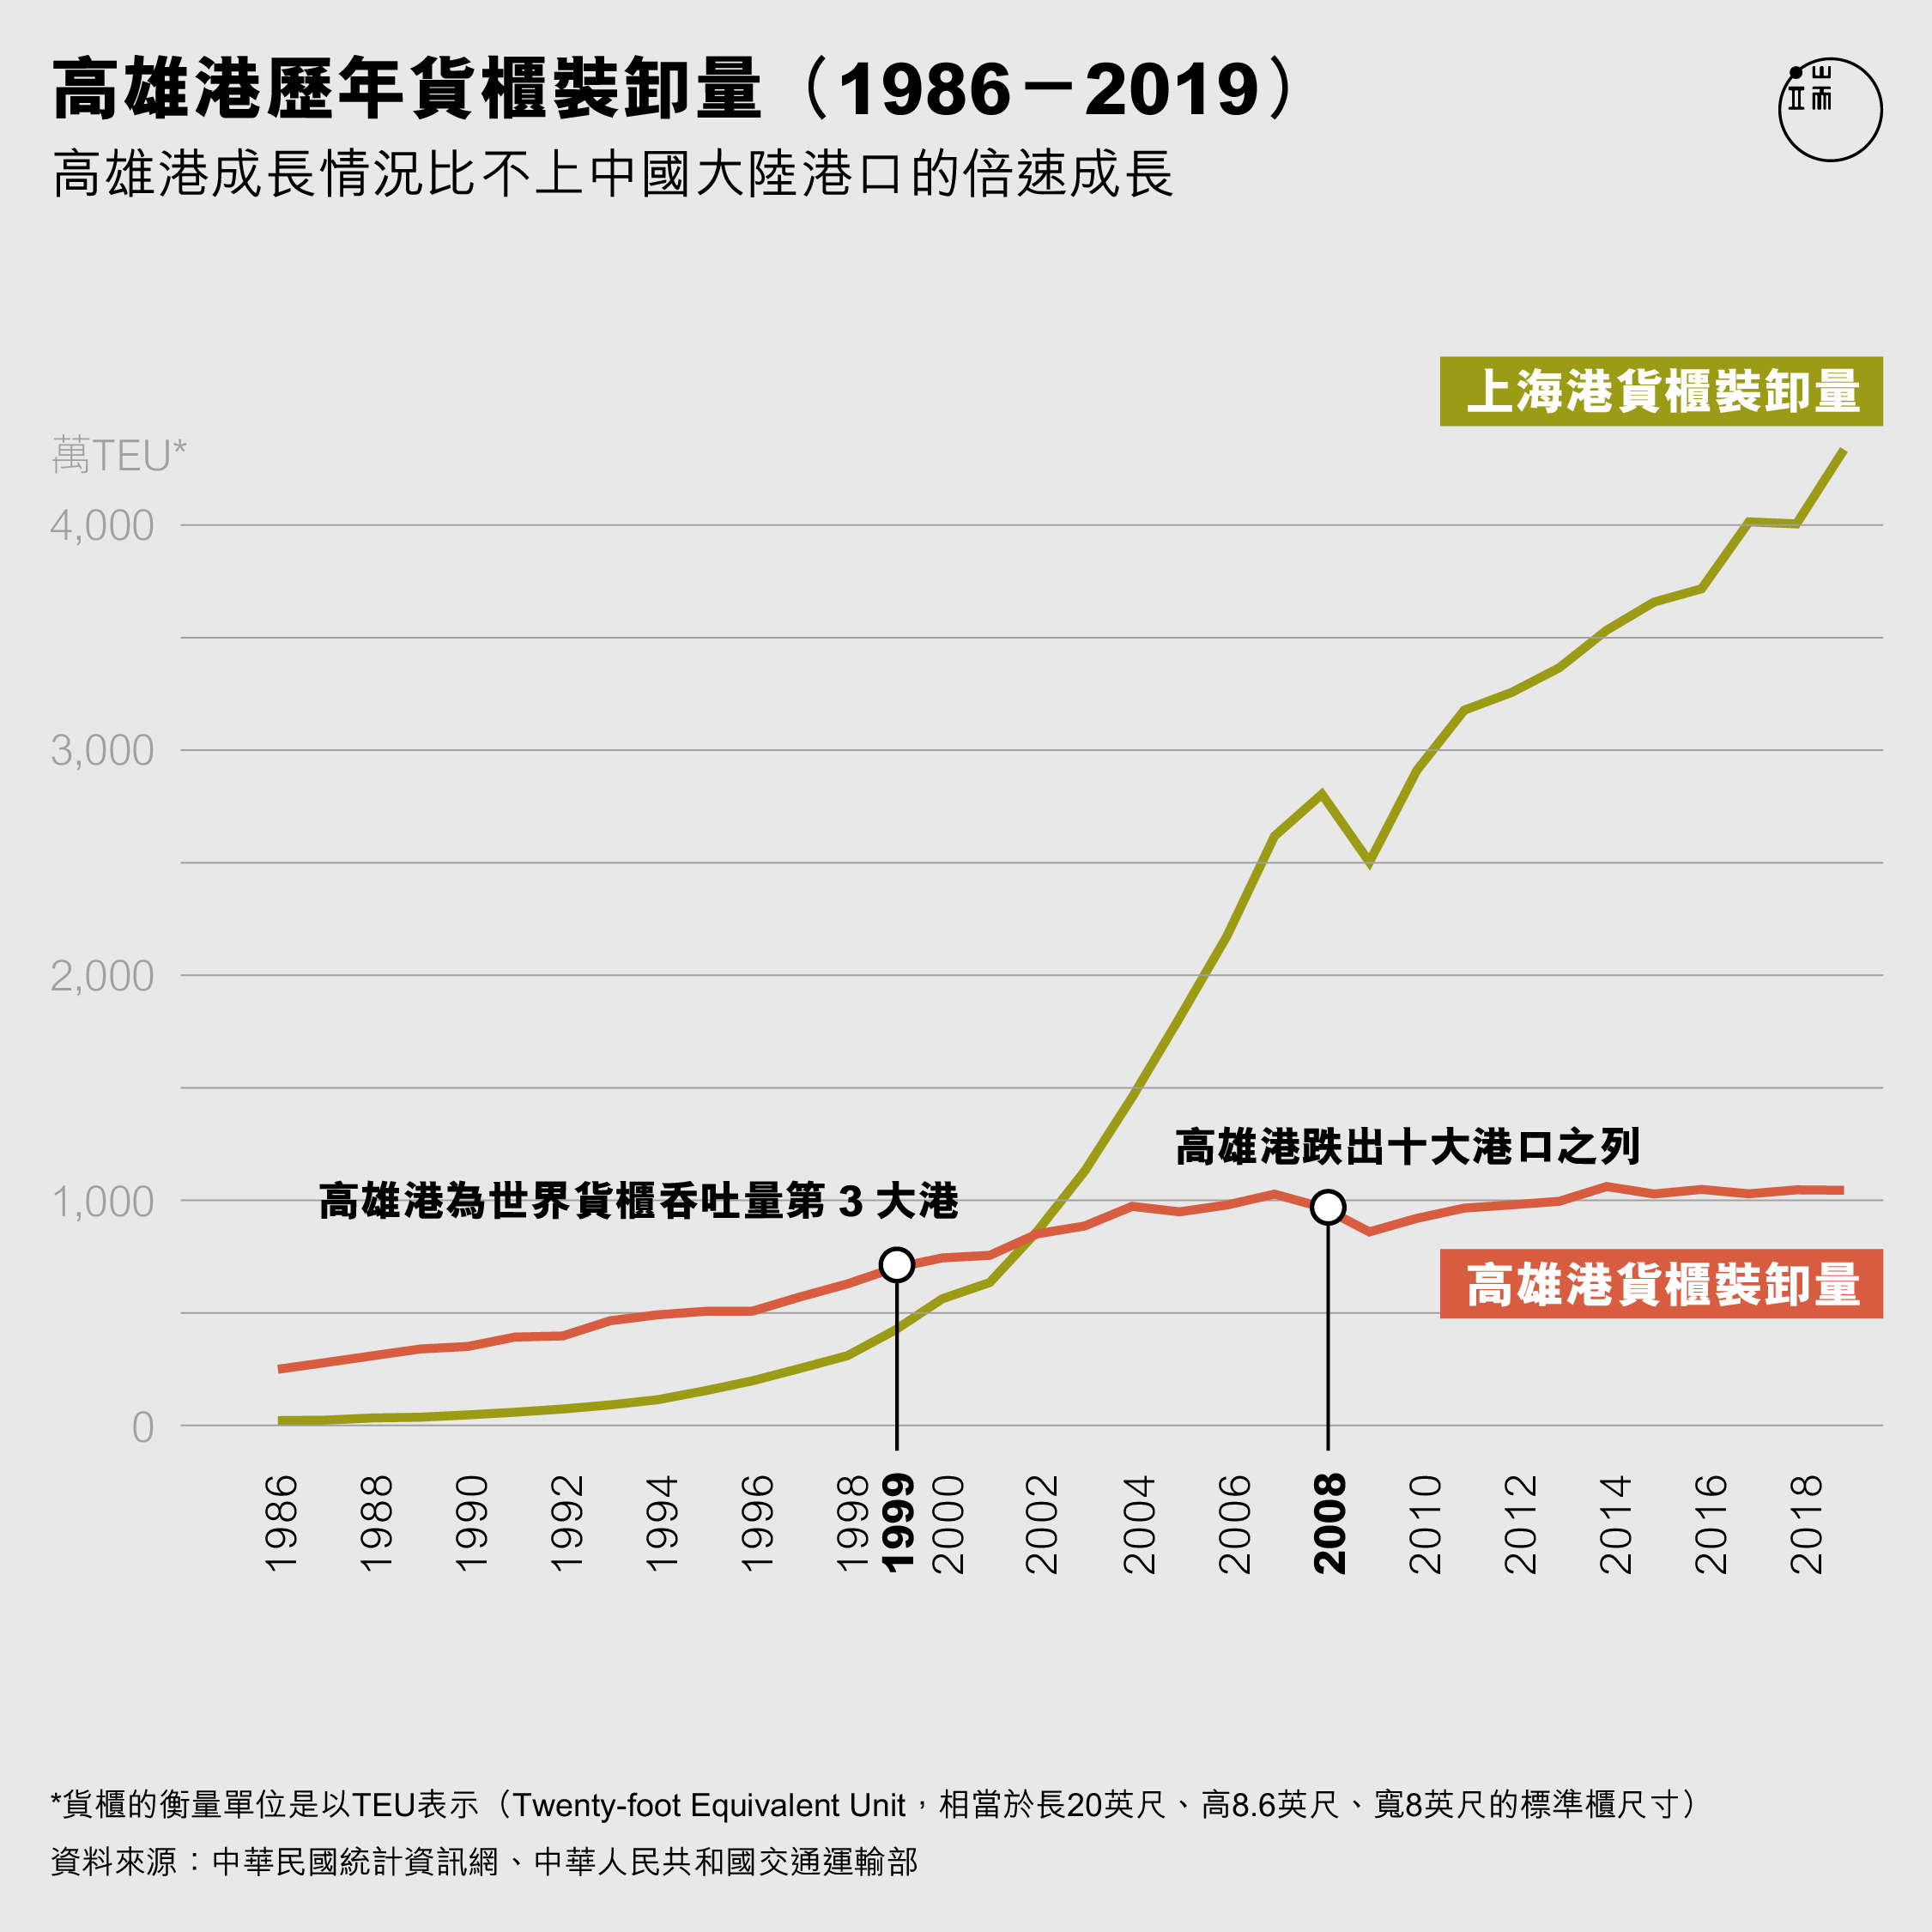 高雄港歷年貨櫃裝卸量（1986－2019）
端
高雄港成長情況比不上中國大陸港口的倍速成長
上海港貨櫃裝卸量
萬TEU*
4,000
3,000
2,000
高雄港跌出十大港口之列
1,000
高雄港為世界貨櫃吞吐量第 3 大港
高雄港貨櫃裝卸量
0
1986 1988 1990 1992 1994 1996 1998 1999 2000 2002 2004 2006 2008 2010 2012 2014 2016 2018
*貨櫃的衡量單位是以TEU表示（Twenty-foot Equivalent Unit，相當於長20英尺、高8.6英尺、寬8英尺的標準櫃尺寸）
資料來源：中華民國統計資訊網、中華人民共和國交通運輸部